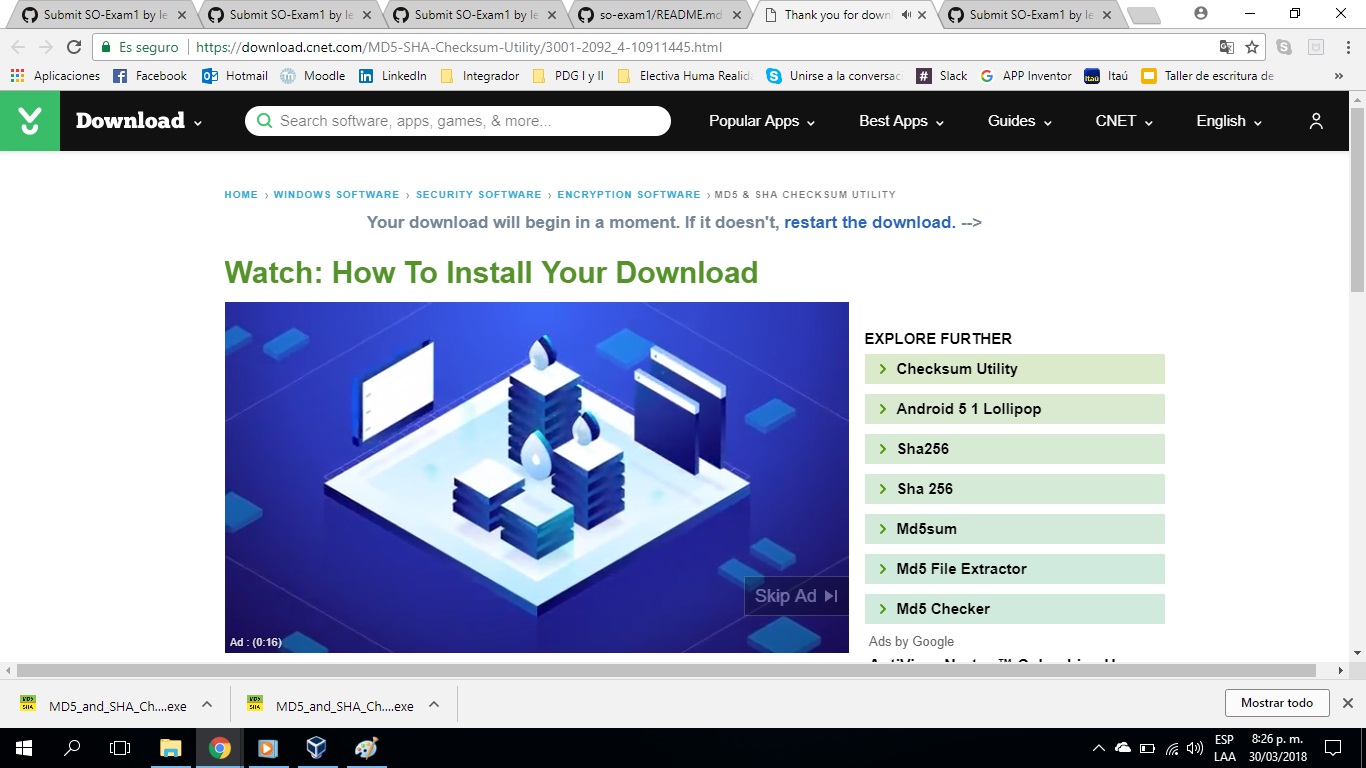 Submit SO-Exam1 by le
Submit SO-Exam1 by le
Submit SO-Exam1 by le
so-exam1/README.md
Thank you for downl
Submit SO-Exam1 by le
Es seguro
https://download.cnet.com/MD5-SHA-Checksum-Utility/3001-2092_4-10911445.html
Aplicaciones
Facebook
Hotmail
Moodle
LinkedIn
Integrador
PDG I y II
Electiva Huma Realida
Unirse a la conversac
Slack
APP Inventor
Itaú
Taller de escritura de
»
Download
Search software, apps, games, & more...
Popular Apps
Best Apps
Guides
CNET
English
HOME › WINDOWS SOFTWARE › SECURITY SOFTWARE › ENCRYPTION SOFTWARE › MD5 & SHA CHECKSUM UTILITY
Your download will begin in a moment. If it doesn't, restart the download. -->
Watch: How To Install Your Download
Skip Ad
Ad : (0:16)
EXPLORE FURTHER
Checksum Utility
Android 5 1 Lollipop
Sha256
Sha 256
Md5sum
Md5 File Extractor
Md5 Checker
Ads by Google
MD5_and_SHA_Ch....exe
MD5_and_SHA_Ch....exe
Mostrar todo
ESP
LAA
8:26 p. m.
30/03/2018